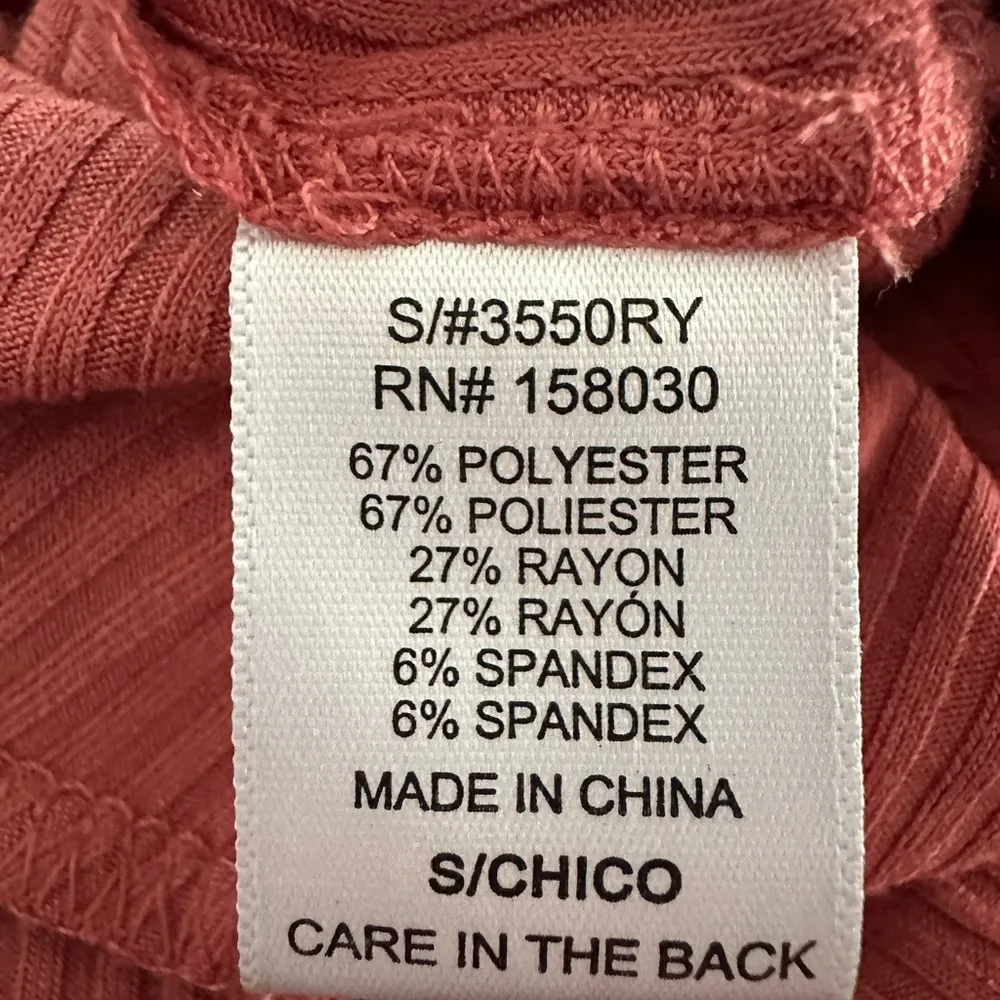 S/#3550RY
RN# 158030
67% POLYESTER
67% POLIESTER
27% RAYON
27% RAYÓN
6% SPANDEX
6% SPANDEX
MADE IN CHINA
S/CHICO
CARE IN THE BACK